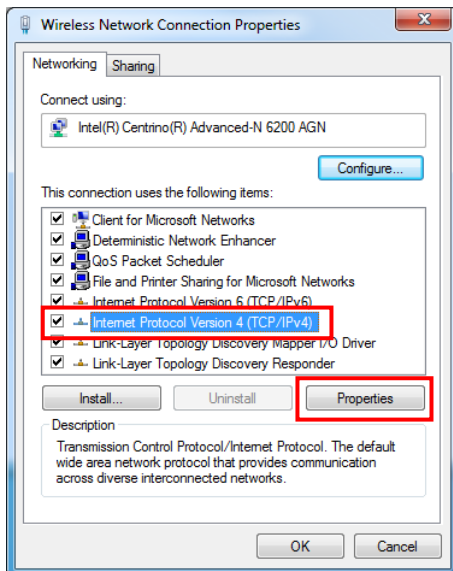 Wireless Network Connection Properties
Networking Sharing
Connect using:
Intel(R) Centrino(R) Advanced-N 6200 AGN
Configure...
This connection uses the following items:
Client for Microsoft Networks
Deterministic Network Enhancer
QoS Packet Scheduler
File and Printer Sharing for Microsoft Networks
Internet Protocol Version 6 (TCP/IPv6)
Internet Protocol Version 4 (TCP/IPv4)
Link-Layer Topology Discovery Mapper I/O Driver
Link-Layer Topology Discovery Responder
Install... Uninstall Properties
Description
Transmission Control Protocol/Internet Protocol. The default
wide area network protocol that provides communication
across diverse interconnected networks.
OK Cancel